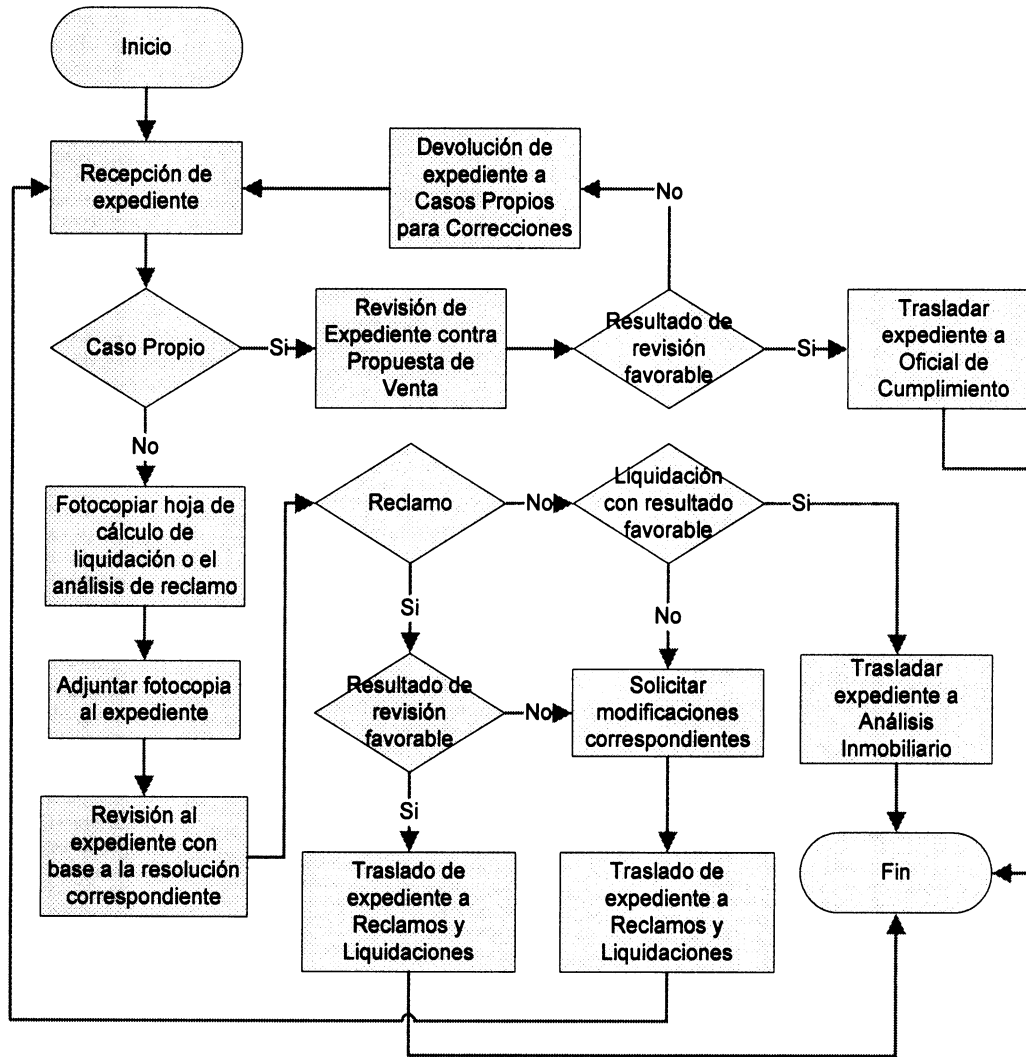 Inicio
Recepción de
expediente
Devolución de
expediente a
Casos Propios
para Correcciones
No
Caso Propio
Si
Revisión de
Expediente contra
Propuesta de
Venta
Resultado de
revisión
favorable
Si
Trasladar
expediente a
Oficial de
Cumplimiento
No
Fotocopiar hoja de
cálculo de
liquidación o el
análisis de reclamo
Reclamo
No
Liquidación
con resultado
favorable
Si
Si
No
Adjuntar fotocopia
al expediente
Resultado de
revisión
favorable
No
Solicitar
modificaciones
correspondientes
Trasladar
expediente a
Análisis
Inmobiliario
Si
Revisión al
expediente con
base a la resolución
correspondiente
Traslado de
expediente a
Reclamos y
Liquidaciones
Traslado de
expediente a
Reclamos y
Liquidaciones
Fin